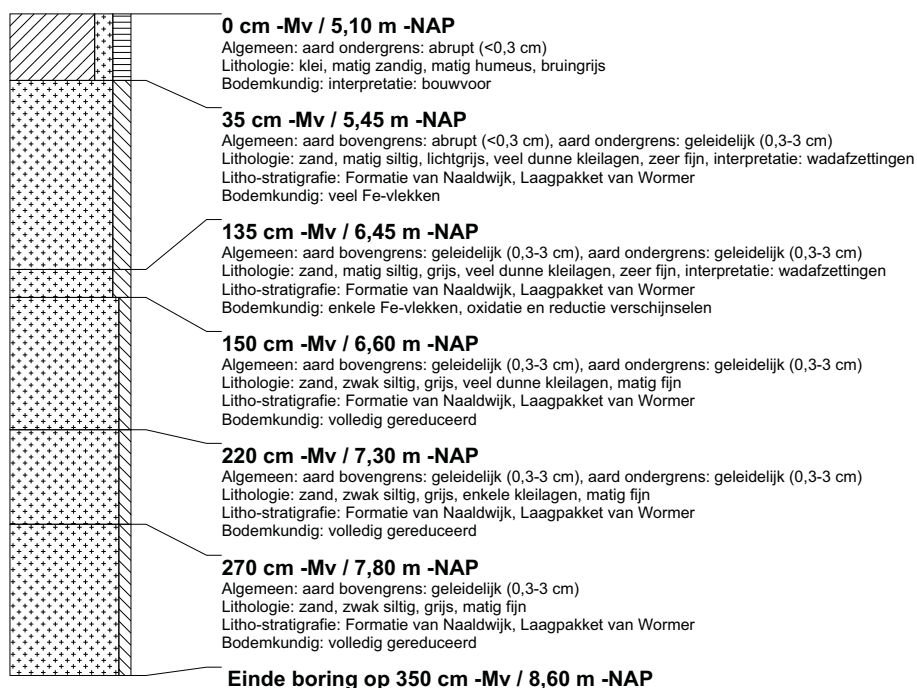 0 cm -Mv / 5,10 m -NAP
Algemeen: aard ondergrens: abrupt (<0,3 cm)
Lithologie: klei, matig zandig, matig humeus, bruingrijs
Bodemkundig: interpretatie: bouwvoor
35 cm -Mv / 5,45 m -NAP
Algemeen: aard bovengrens: abrupt (<0,3 cm), aard ondergrens: geleidelijk (0,3-3 cm)
Lithologie: zand, matig siltig, lichtgrijs, veel dunne kleilagen, zeer fijn, interpretatie: wadafzettingen
Litho-stratigrafie: Formatie van Naaldwijk, Laagpakket van Wormer
Bodemkundig: veel Fe-vlekken
135 cm -Mv / 6,45 m -NAP
Algemeen: aard bovengrens: geleidelijk (0,3-3 cm), aard ondergrens: geleidelijk (0,3-3 cm)
Lithologie: zand, matig siltig, grijs, veel dunne kleilagen, zeer fijn, interpretatie: wadafzettingen
Litho-stratigrafie: Formatie van Naaldwijk, Laagpakket van Wormer
Bodemkundig: enkele Fe-vlekken, oxidatie en reductie verschijnselen
150 cm -Mv / 6,60 m -NAP
Algemeen: aard bovengrens: geleidelijk (0,3-3 cm), aard ondergrens: geleidelijk (0,3-3 cm)
Lithologie: zand, zwak siltig, grijs, veel dunne kleilagen, matig fijn
Litho-stratigrafie: Formatie van Naaldwijk, Laagpakket van Wormer
Bodemkundig: volledig gereduceerd
220 cm -Mv / 7,30 m -NAP
Algemeen: aard bovengrens: geleidelijk (0,3-3 cm), aard ondergrens: geleidelijk (0,3-3 cm)
Lithologie: zand, zwak siltig, grijs, enkele kleilagen, matig fijn
Litho-stratigrafie: Formatie van Naaldwijk, Laagpakket van Wormer
Bodemkundig: volledig gereduceerd
270 cm -Mv / 7,80 m -NAP
Algemeen: aard bovengrens: geleidelijk (0,3-3 cm)
Lithologie: zand, zwak siltig, grijs, matig fijn
Litho-stratigrafie: Formatie van Naaldwijk, Laagpakket van Wormer
Bodemkundig: volledig gereduceerd
Einde boring op 350 cm -Mv / 8,60 m -NAP